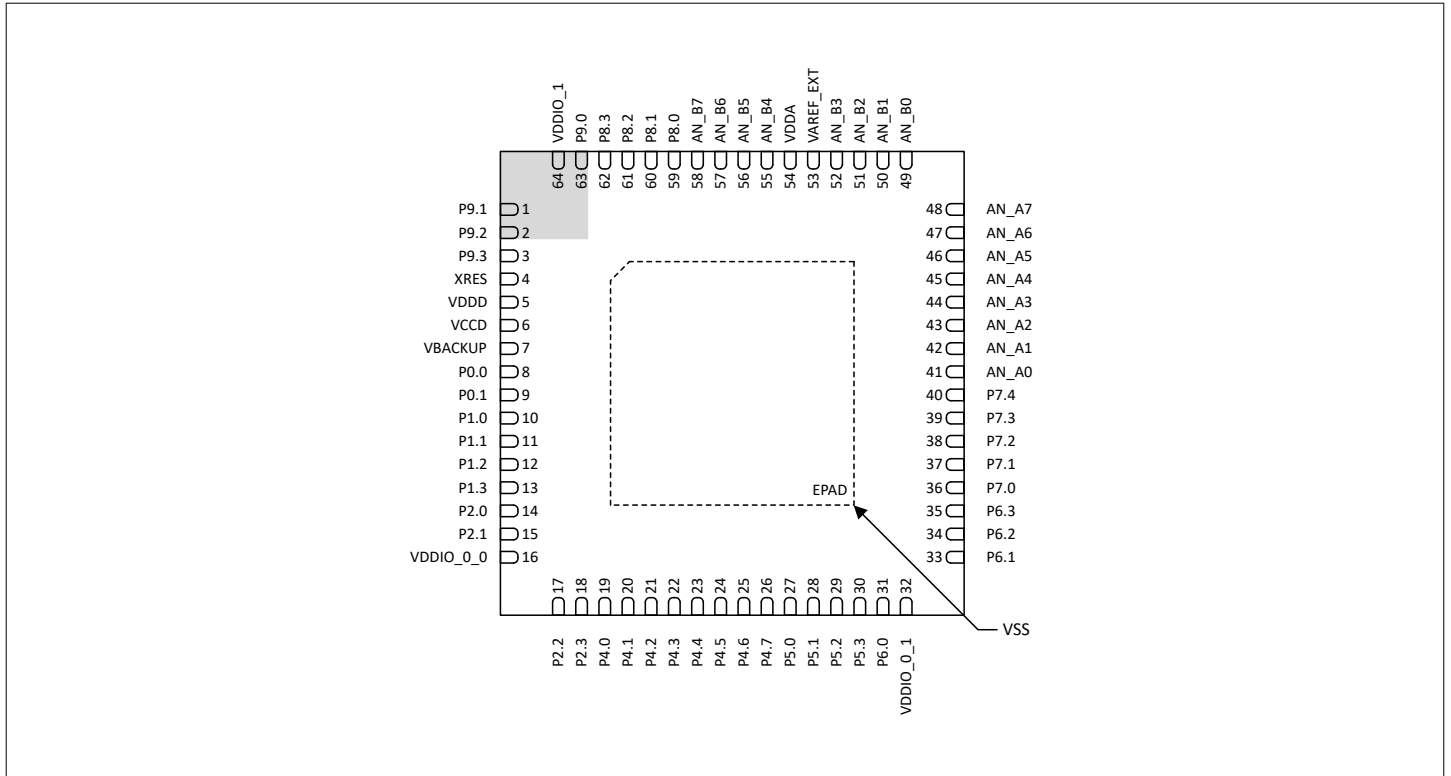 VDDIO_1
P9.0
P8.3
P8.2
P8.1
P8.0
AN_B7
AN_B6
AN_B5
AN_B4
VDDA
VAREF_EXT
AN_B3
AN_B2
AN_B1
AN_B0
64
63
62
61
60
59
58
57
56
55
54
53
52
51
50
49
P9.1 1
P9.2 2
P9.3 3
XRES 4
VDDD 5
VCCD 6
VBACKUP 7
P0.0 8
P0.1 9
P1.0 10
P1.1 11
P1.2 12
P1.3 13
P2.0 14
P2.1 15
VDDIO_0_0 16
48 AN_A7
47 AN_A6
46 AN_A5
45 AN_A4
44 AN_A3
43 AN_A2
42 AN_A1
41 AN_A0
40 P7.4
39 P7.3
38 P7.2
37 P7.1
36 P7.0
35 P6.3
34 P6.2
33 P6.1
EPAD
17
18
19
20
21
22
23
24
25
26
27
28
29
30
31
32
P2.2
P2.3
P4.0
P4.1
P4.2
P4.3
P4.4
P4.5
P4.6
P4.7
P5.0
P5.1
P5.2
P5.3
P6.0
VDDIO_0_1
VSS